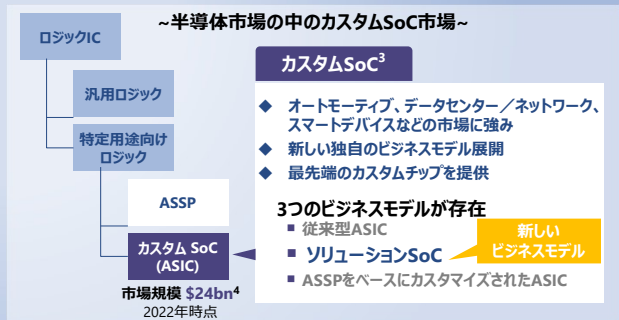 ~半導体市場の中のカスタムSoC市場~
ロジックIC
汎用ロジック
特定用途向け
ロジック
ASSP
カスタム SoC
(ASIC)
市場規模 $24bn4
2022年時点
カスタムSoC3
◆ オートモーティブ、データセンター／ネットワーク、
スマートデバイスなどの市場に強み
◆ 新しい独自のビジネスモデル展開
◆ 最先端のカスタムチップを提供
3つのビジネスモデルが存在
■ 従来型ASIC
■ ソリューションSoC
■ ASSPをベースにカスタマイズされたASIC
新しい
ビジネスモデル